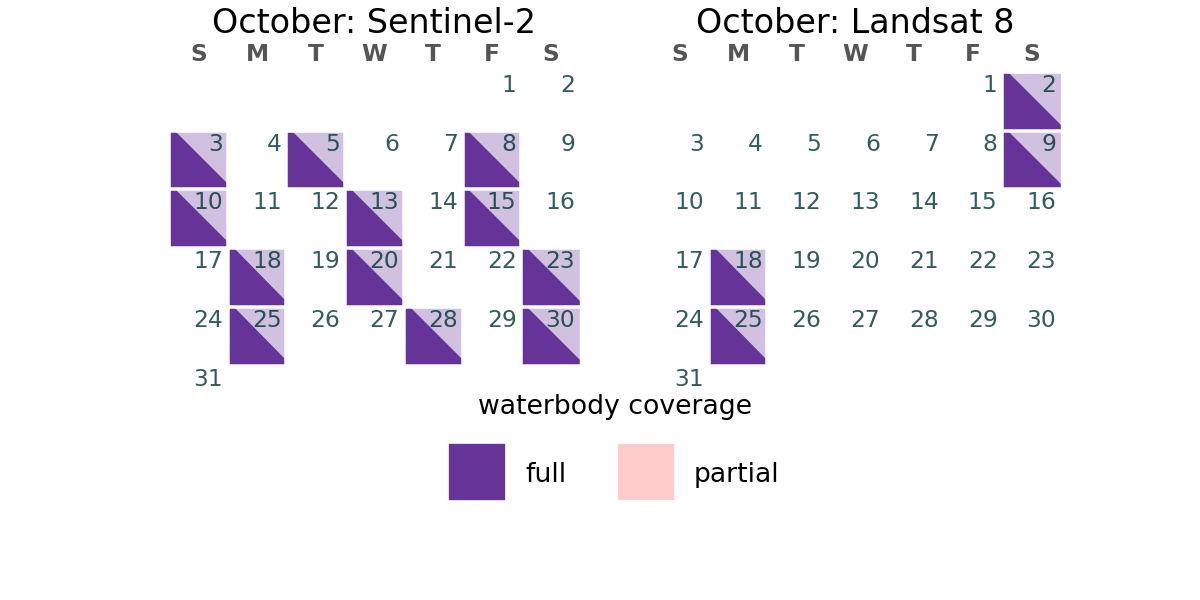 October: Sentinel-2
S M T W T F S
1 2
3 4 5 6 7 8 9
10 11 12 13 14 15 16
17 18 19 20 21 22 23
24 25 26 27 28 29 30
31
October: Landsat 8
S M T W T F S
1 2
3 4 5 6 7 8 9
10 11 12 13 14 15 16
17 18 19 20 21 22 23
24 25 26 27 28 29 30
31
waterbody coverage
full partial